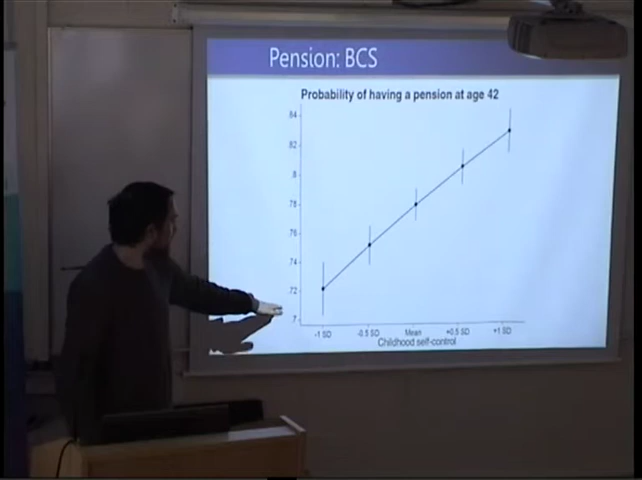 Pension: BCS
Probability of having a pension at age 42
.84
.82
.8
.78
.76
.74
.72
.7
-1 SD -0.5 SD Mean +0.5 SD +1 SD
Childhood self-control